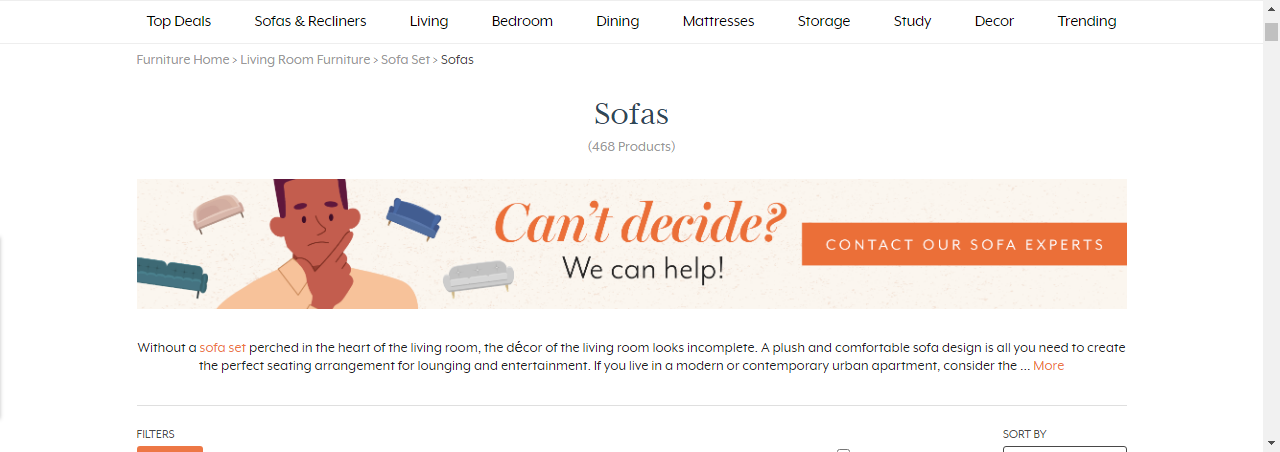 Top Deals Sofas & Recliners Living Bedroom Dining Mattresses Storage Study Decor Trending
Furniture Home > Living Room Furniture > Sofa Set > Sofas
Sofas
(468 Products)
Can't decide?
We can help!
CONTACT OUR SOFA EXPERTS
Without a sofa set perched in the heart of the living room, the décor of the living room looks incomplete. A plush and comfortable sofa design is all you need to create
the perfect seating arrangement for lounging and entertainment. If you live in a modern or contemporary urban apartment, consider the ... More
FILTERS SORT BY